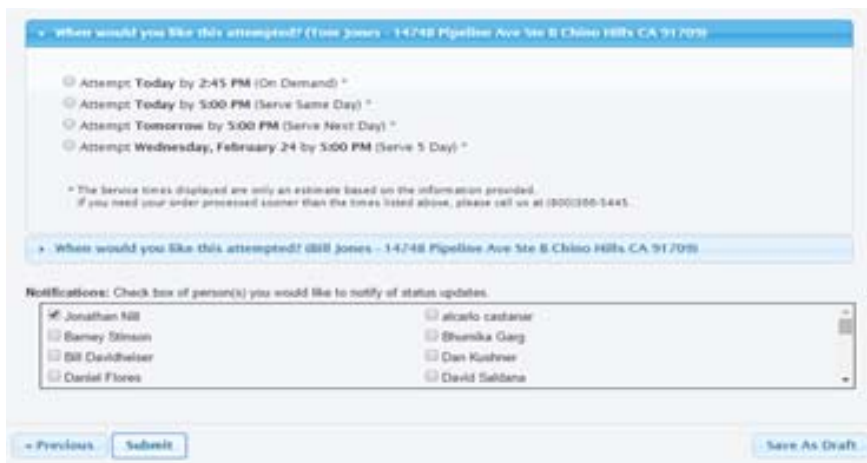 When would you like this attempted? (Tom Jones - 14748 Pipeline Ave Ste B Chino Hills CA 91709)
Attempt Today by 2:45 PM (On Demand) *
Attempt Today by 5:00 PM (Serve Same Day) *
Attempt Tomorrow by 5:00 PM (Serve Next Day) *
Attempt Wednesday, February 24 by 5:00 PM (Serve 5 Day) *
* The Service times displayed are only an estimate based on the information provided.
If you need your order processed sooner than the times listed above, please call us at
When would you like this attempted? (Bill Jones - 14748 Pipeline Ave Ste B Chino Hills CA 91709)
Notifications: Check box of person(s) you would like to notify of status updates.
Jonathan Nill
alcarlo castanar
Barney Stinson
Bhumika Garg
Bill Davidheiser
Dan Kushner
Daniel Flores
David Saldana
« Previous
Submit
Save As Draft